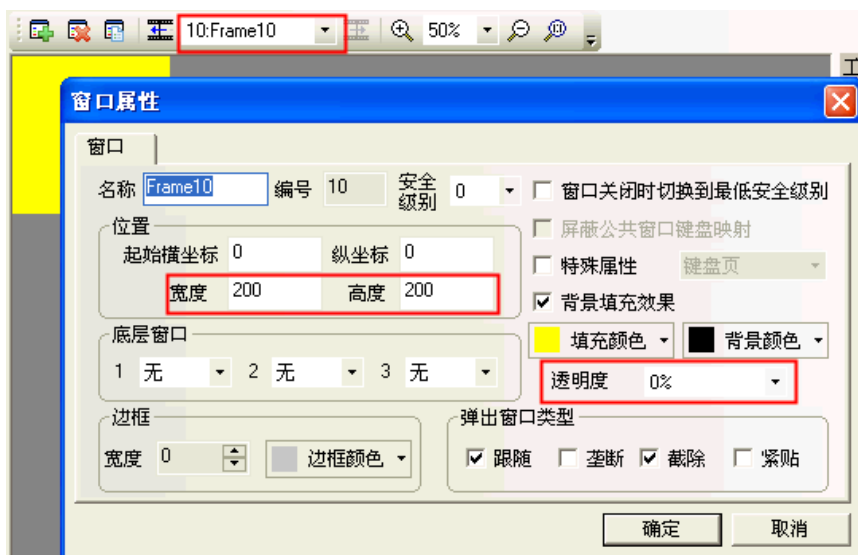 10:Frame10 50%
工
窗口属性
窗口
名称 Frame10 编号 10 安全级别 0 窗口关闭时切换到最低安全级别
位置 屏蔽公共窗口键盘映射
起始横坐标 0 纵坐标 0 特殊属性 键盘页
宽度 200 高度 200 背景填充效果
底层窗口 填充颜色 背景颜色
1 无 2 无 3 无 透明度 0%
边框 弹出窗口类型
宽度 0 边框颜色 跟随 垄断 截除 紧贴
确定 取消